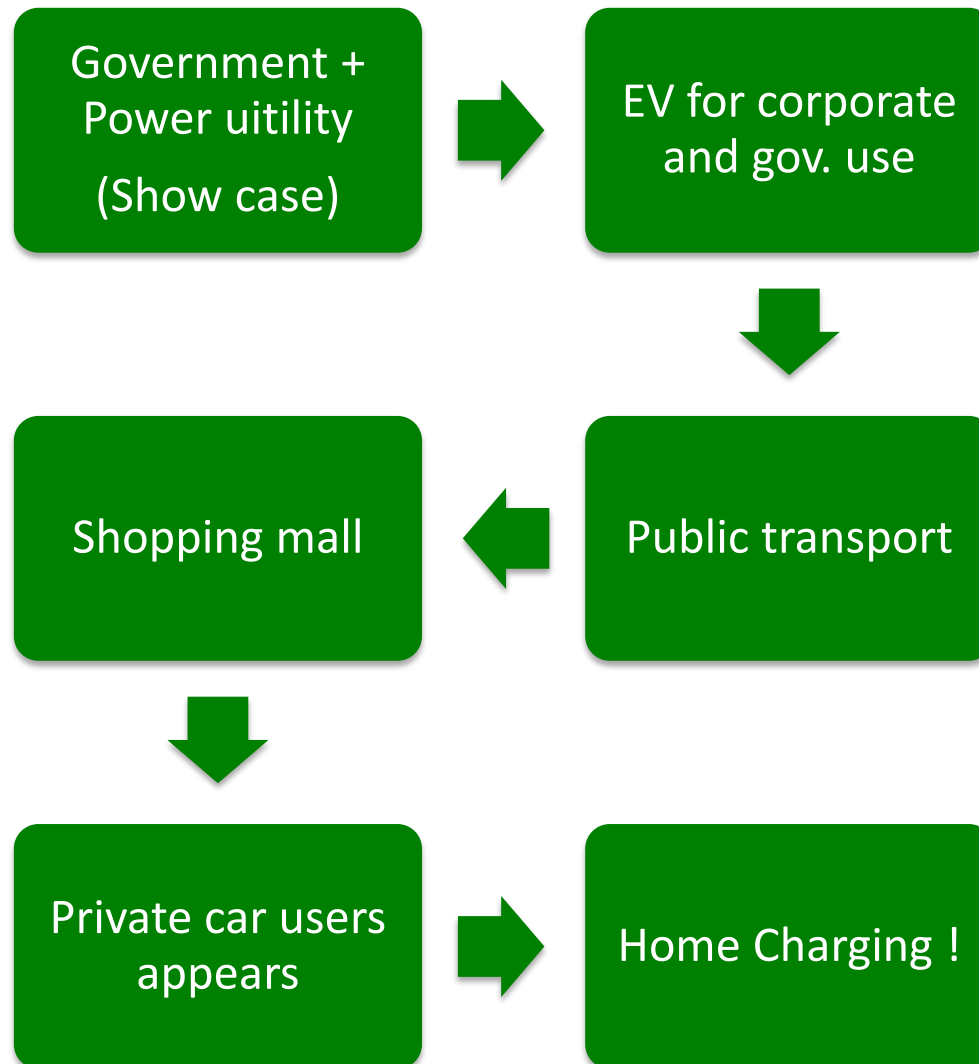 Government +
Power uitility
(Show case)
EV for corporate
and gov. use
Public transport
Shopping mall
Private car users
appears
Home Charging !